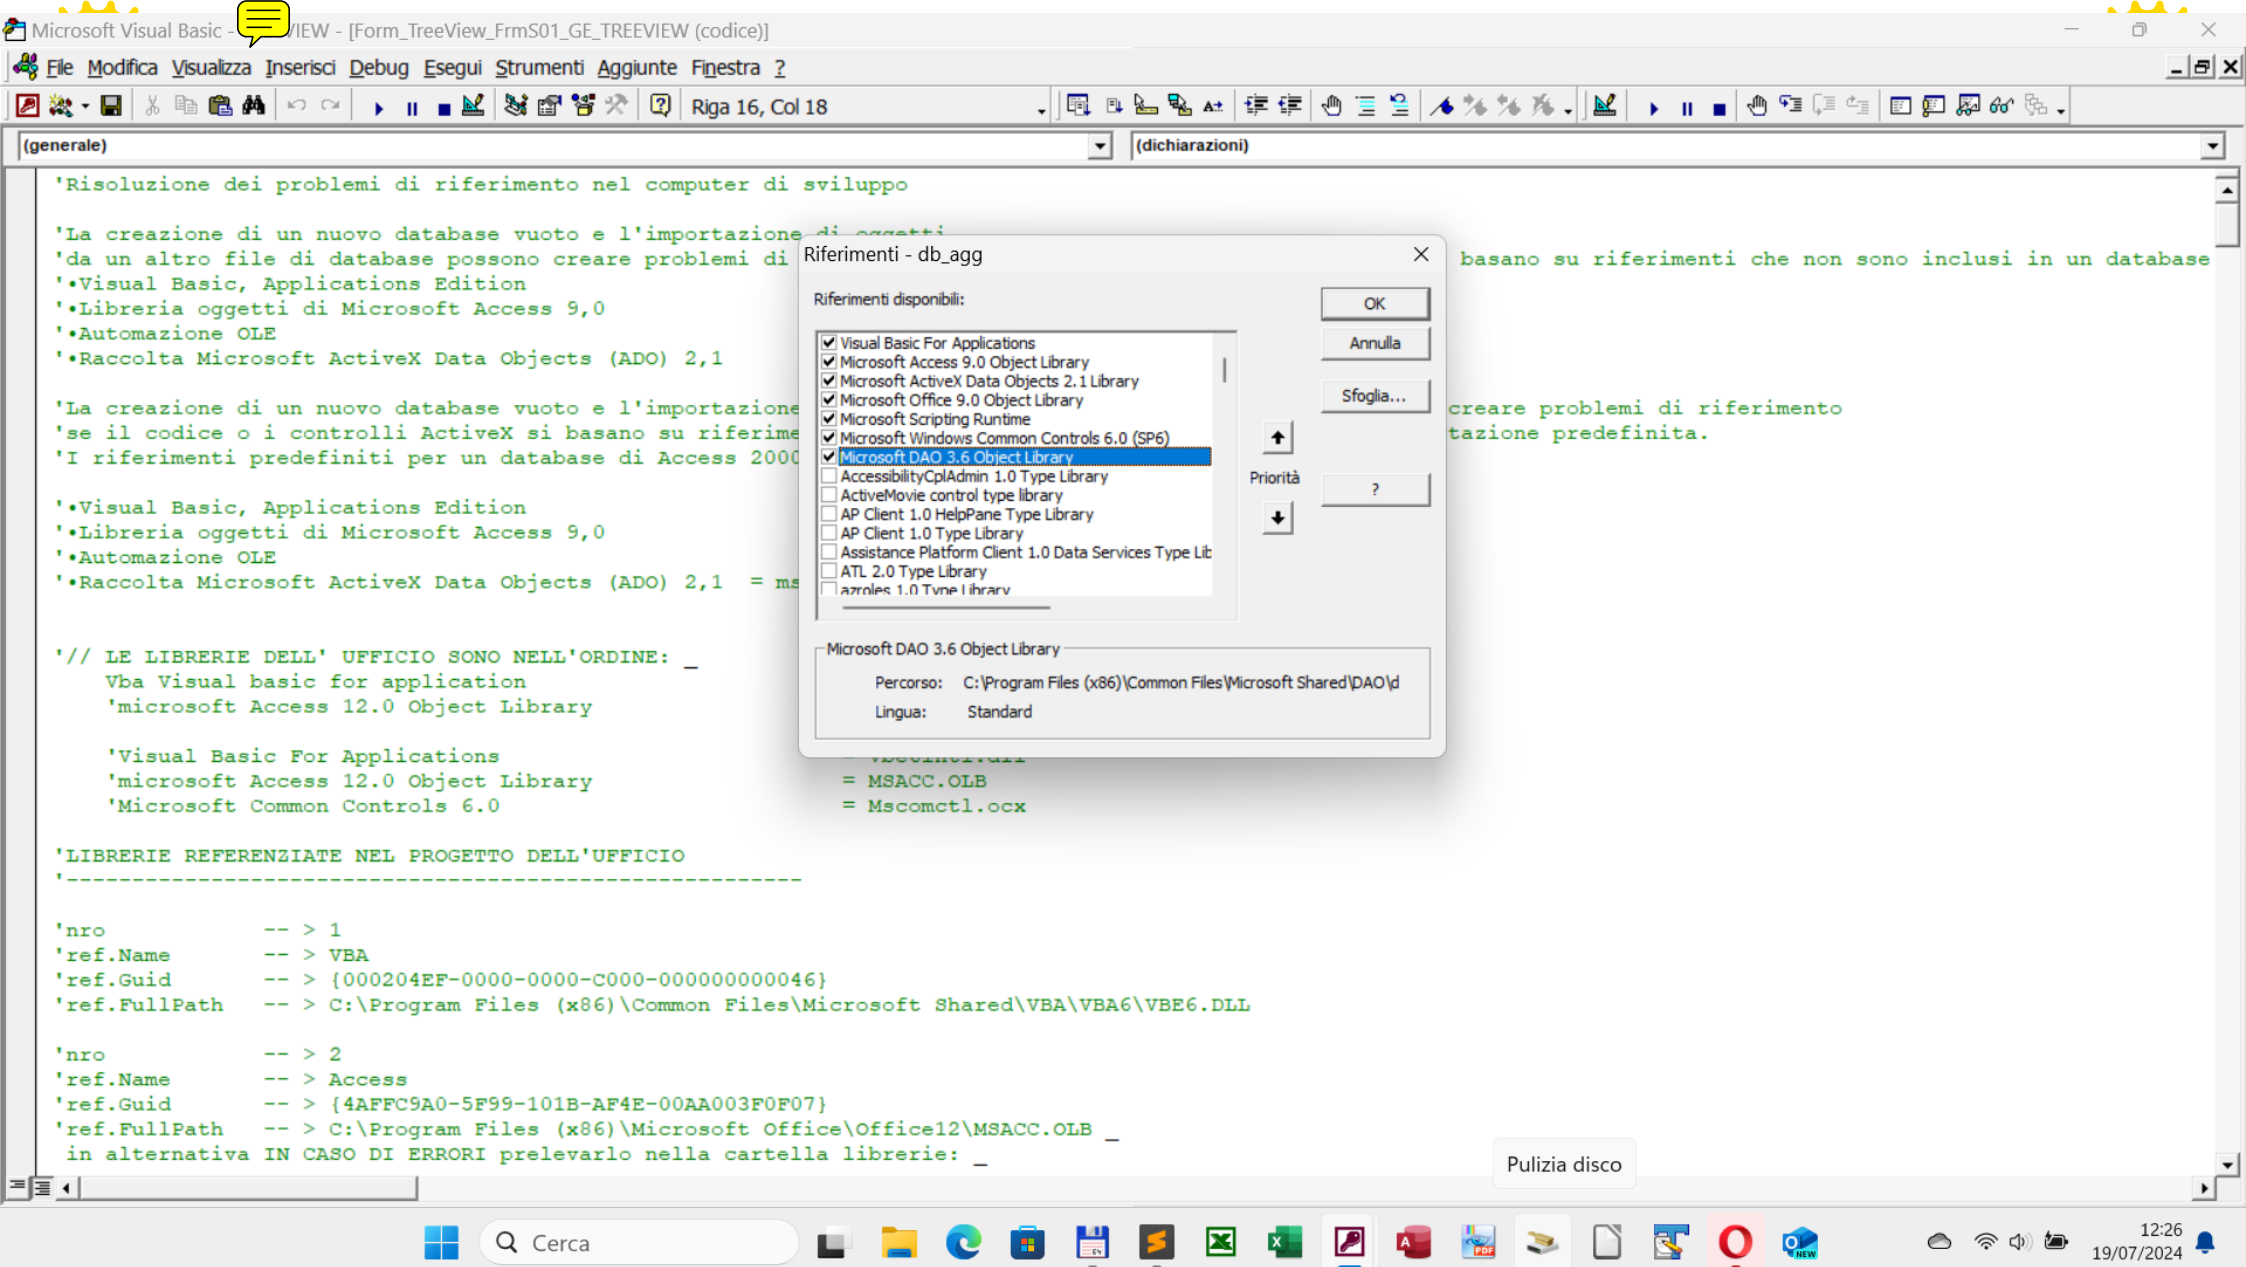 Microsoft Visual Basic - VIEW - [Form_TreeView_FrmS01_GE_TREEVIEW (codice)]
File Modifica Visualizza Inserisci Debug Esegui Strumenti Aggiunte Finestra ?
Riga 16, Col 18
(generale)
(dichiarazioni)
'Risoluzione dei problemi di riferimento nel computer di sviluppo
'La creazione di un nuovo database vuoto e l'importazione di oggetti
'da un altro file di database possono creare problemi di basano su riferimenti che non sono inclusi in un database
'•Visual Basic, Applications Edition
'•Libreria oggetti di Microsoft Access 9,0
'•Automazione OLE
'•Raccolta Microsoft ActiveX Data Objects (ADO) 2,1
'La creazione di un nuovo database vuoto e l'importazione creare problemi di riferimento
'se il codice o i controlli ActiveX si basano su riferime tazione predefinita.
'I riferimenti predefiniti per un database di Access 2000
'•Visual Basic, Applications Edition
'•Libreria oggetti di Microsoft Access 9,0
'•Automazione OLE
'•Raccolta Microsoft ActiveX Data Objects (ADO) 2,1 = ms
'// LE LIBRERIE DELL' UFFICIO SONO NELL'ORDINE: _
Vba Visual basic for application
'microsoft Access 12.0 Object Library
'Visual Basic For Applications
'microsoft Access 12.0 Object Library = MSACC.OLB
'Microsoft Common Controls 6.0 = Mscomctl.ocx
'LIBRERIE REFERENZIATE NEL PROGETTO DELL'UFFICIO
'--------------------------------------------------------
'nro -- > 1
'ref.Name -- > VBA
'ref.Guid -- > {000204EF-0000-0000-C000-000000000046}
'ref.FullPath -- > C:\Program Files (x86)\Common Files\Microsoft Shared\VBA\VBA6\VBE6.DLL
'nro -- > 2
'ref.Name -- > Access
'ref.Guid -- > {4AFFC9A0-5F99-101B-AF4E-00AA003F0F07}
'ref.FullPath -- > C:\Program Files (x86)\Microsoft Office\Office12\MSACC.OLB _
in alternativa IN CASO DI ERRORI prelevarlo nella cartella librerie: _
Riferimenti - db_agg
Riferimenti disponibili:
Visual Basic For Applications
Microsoft Access 9.0 Object Library
Microsoft ActiveX Data Objects 2.1 Library
Microsoft Office 9.0 Object Library
Microsoft Scripting Runtime
Microsoft Windows Common Controls 6.0 (SP6)
Microsoft DAO 3.6 Object Library
AccessibilityCplAdmin 1.0 Type Library
ActiveMovie control type library
AP Client 1.0 HelpPane Type Library
AP Client 1.0 Type Library
Assistance Platform Client 1.0 Data Services Type Lib
ATL 2.0 Type Library
azroles 1.0 Type Library
OK
Annulla
Sfoglia...
Priorità
?
Microsoft DAO 3.6 Object Library
Percorso: C:\Program Files (x86)\Common Files\Microsoft Shared\DAO\d
Lingua: Standard
Pulizia disco
Cerca
64
A
PDF
NEW
12:26
19/07/2024